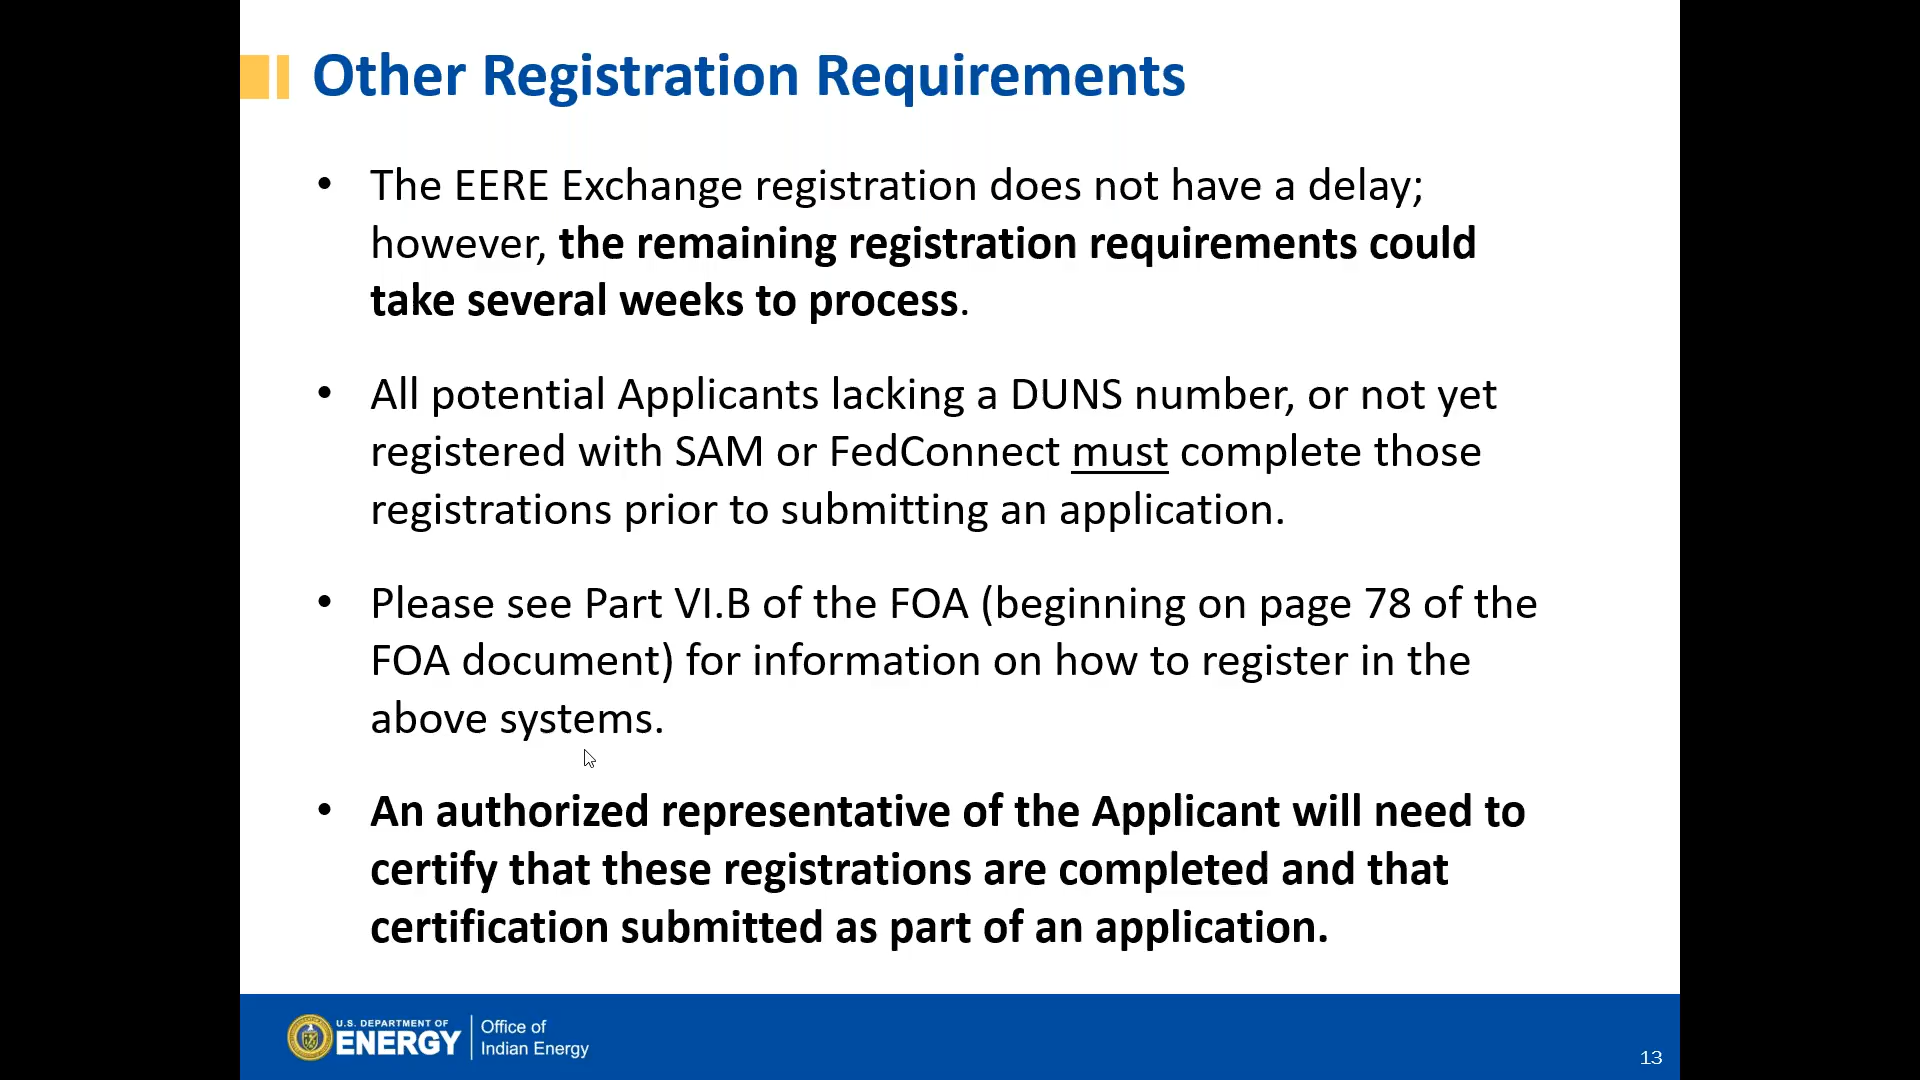 Other Registration Requirements
• The EERE Exchange registration does not have a delay;
however, the remaining registration requirements could
take several weeks to process.
• All potential Applicants lacking a DUNS number, or not yet
registered with SAM or FedConnect must complete those
registrations prior to submitting an application.
• Please see Part VI.B of the FOA (beginning on page 78 of the
FOA document) for information on how to register in the
above systems.
• An authorized representative of the Applicant will need to
certify that these registrations are completed and that
certification submitted as part of an application.
U.S. DEPARTMENT OF
ENERGY
Office of
Indian Energy
13